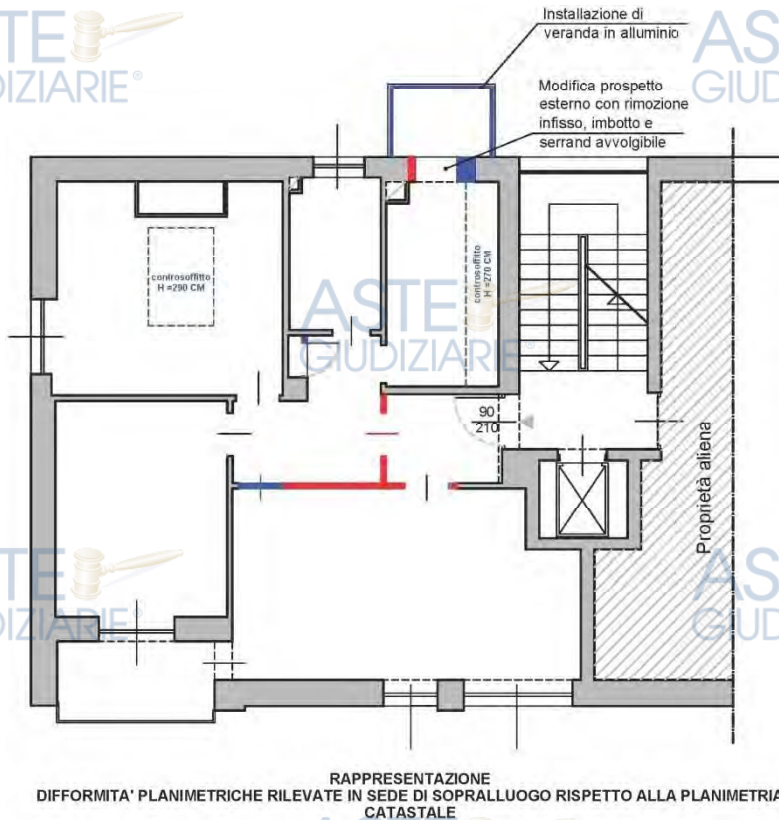 Installazione di
veranda in alluminio
ASTE
GIUDIZIARIE®
Modifica prospetto
esterno con rimozione
infisso, imbotto e
serrand avvolgibile
controsoffitto
H =290 CM
controsoffitto
H =270 CM
ASTE
GIUDIZIARIE®
90
210
Proprietà aliena
RAPPRESENTAZIONE
DIFFORMITA' PLANIMETRICHE RILEVATE IN SEDE DI SOPRALLUOGO RISPETTO ALLA PLANIMETRIA
CATASTALE